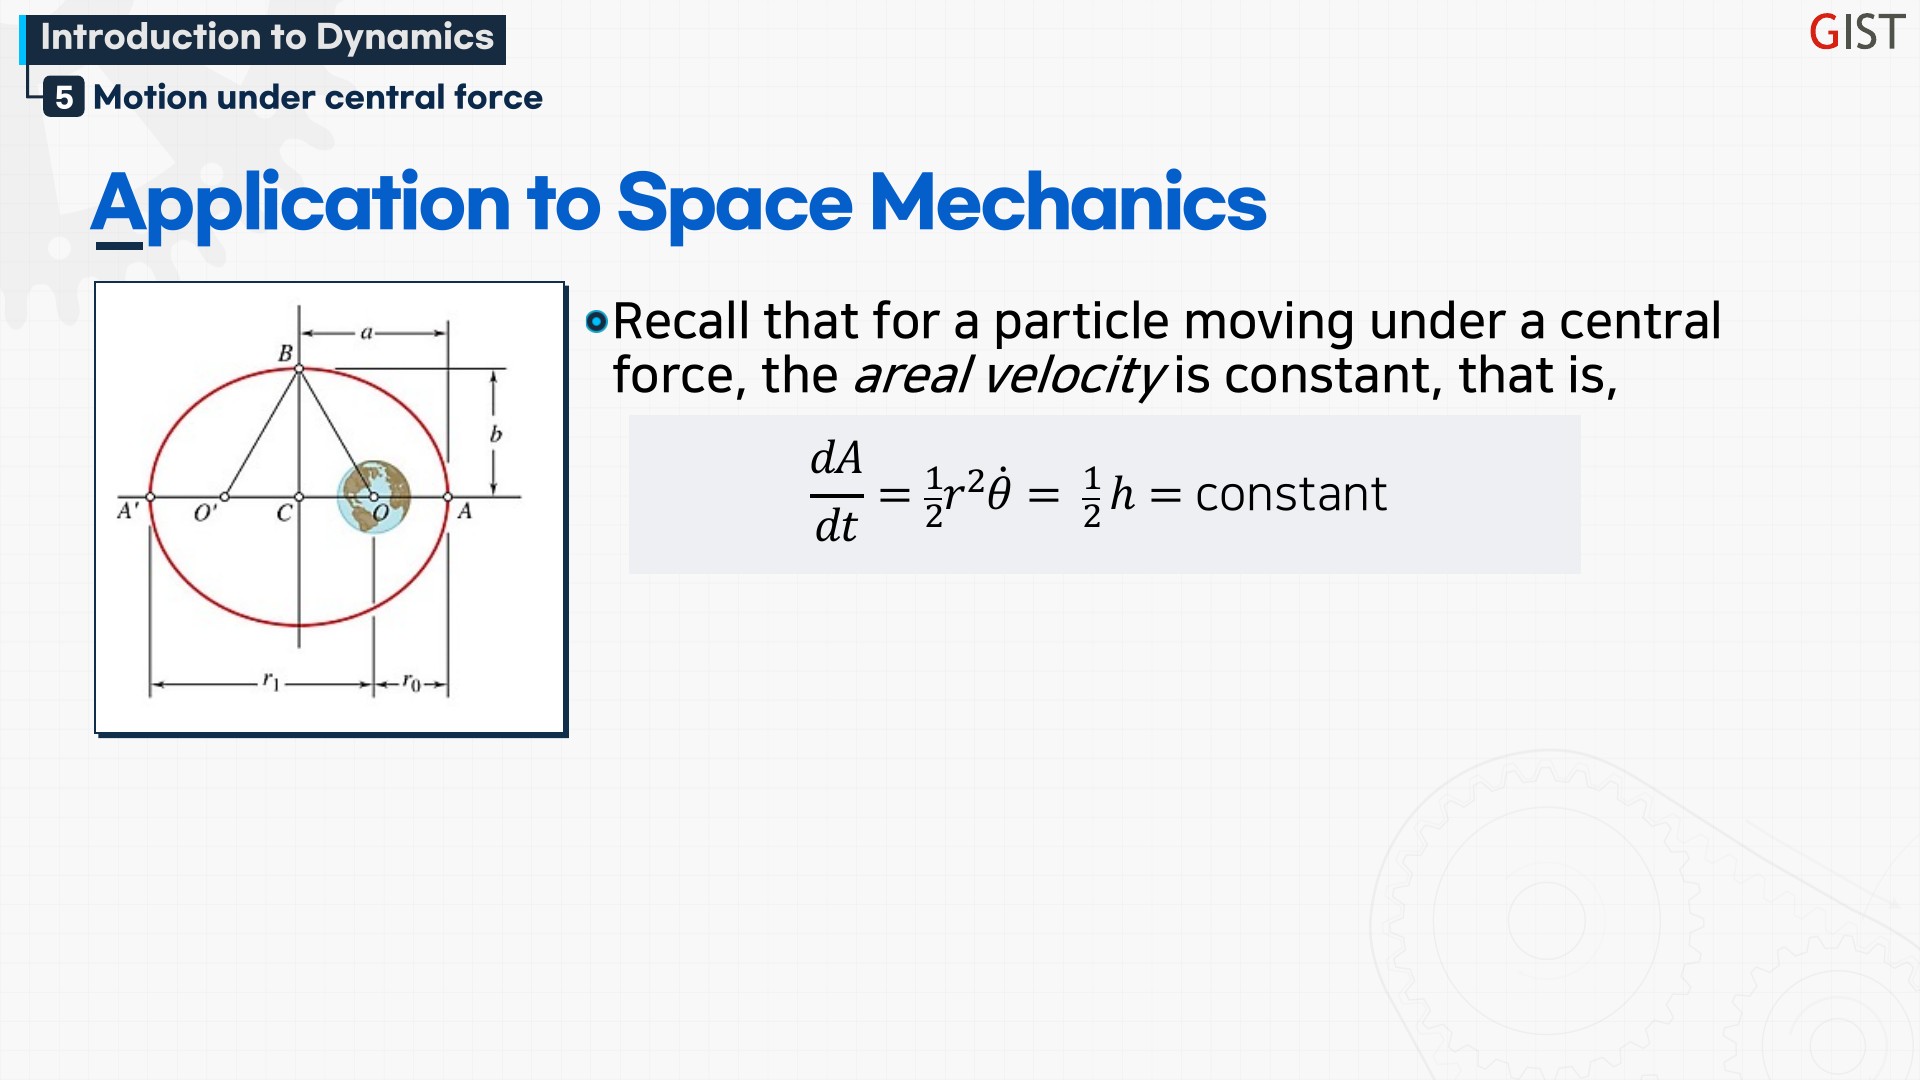 Introduction to Dynamics
GIST
5 Motion under central force
Application to Space Mechanics
a
B
b
A' O' C O A
r₁ r₀
Recall that for a particle moving under a central
force, the areal velocity is constant, that is,
dA/dt = ½r²θ̇ = ½h = constant